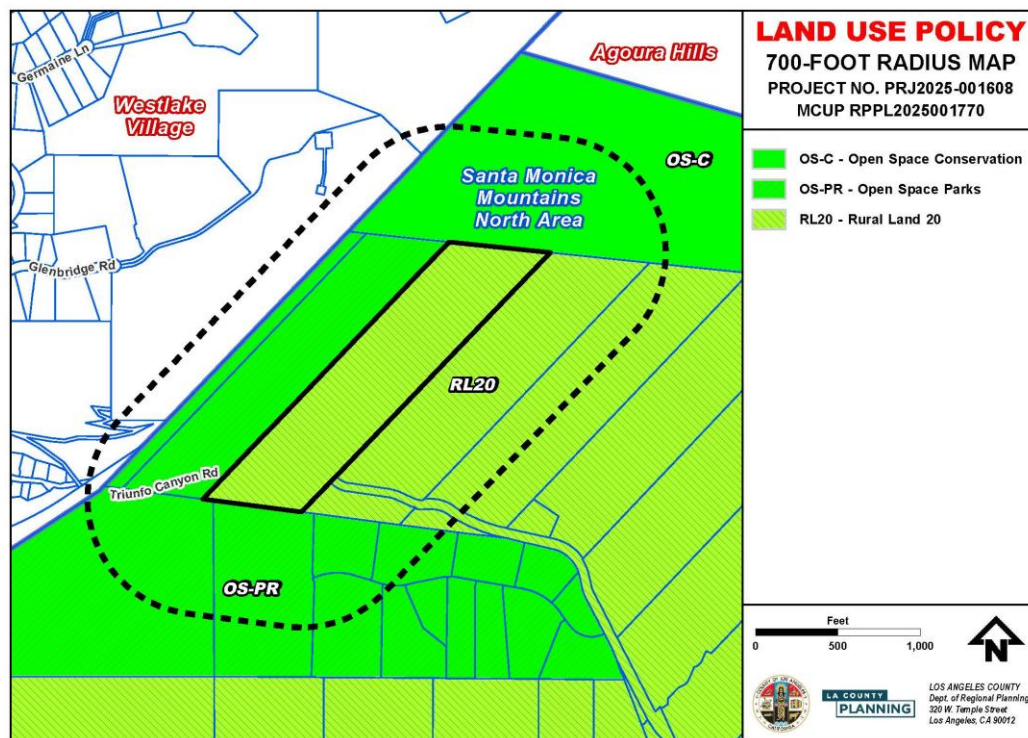 LAND USE POLICY
700-FOOT RADIUS MAP
PROJECT NO. PRJ2025-001608
MCUP RPPL2025001770
OS-C - Open Space Conservation
OS-PR - Open Space Parks
RL20 - Rural Land 20
Germaine Ln
Agoura Hills
Westlake
Village
OS-C
Santa Monica
Mountains
North Area
Glenbridge Rd
RL20
Triunfo Canyon Rd
OS-PR
Feet
0 500 1,000
N
LA COUNTY
PLANNING
LOS ANGELES COUNTY
Dept. of Regional Planning
320 W. Temple Street
Los Angeles, CA 90012